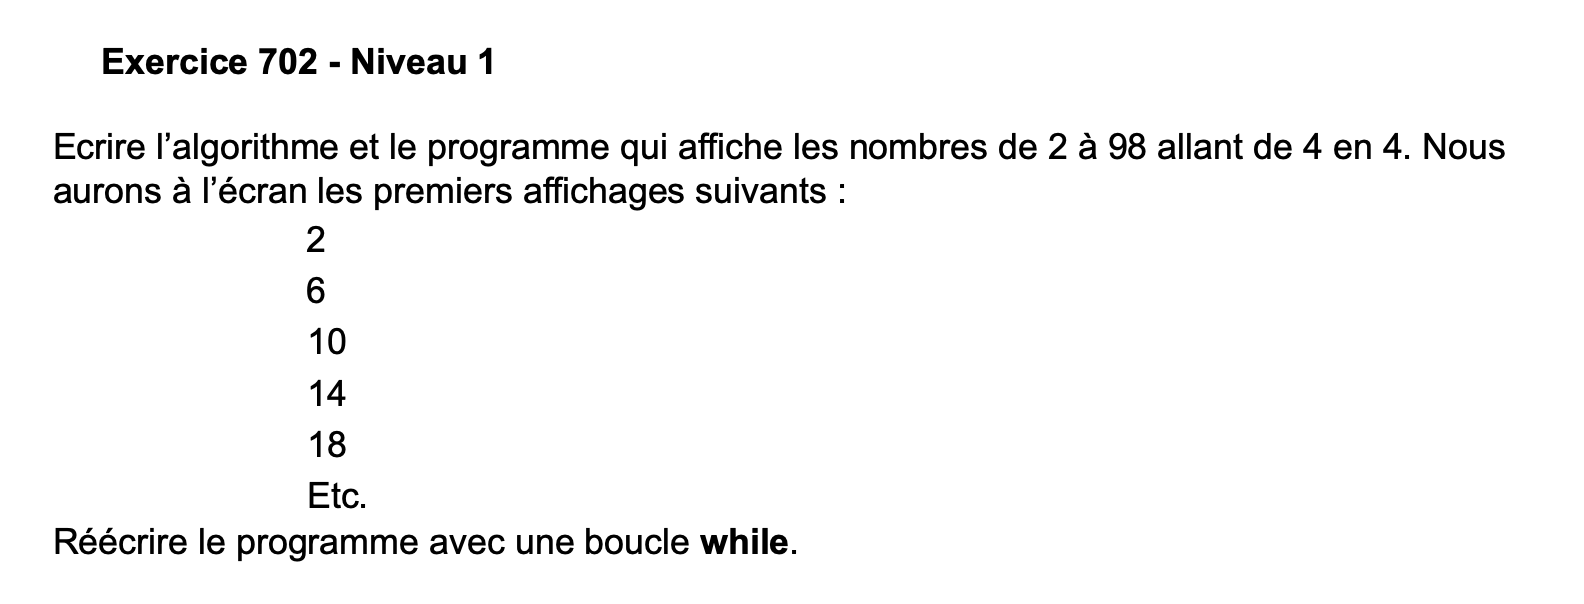 Exercice 702 - Niveau 1
Ecrire l’algorithme et le programme qui affiche les nombres de 2 à 98 allant de 4 en 4. Nous
aurons à l’écran les premiers affichages suivants :
2
6
10
14
18
Etc.
Réécrire le programme avec une boucle while.